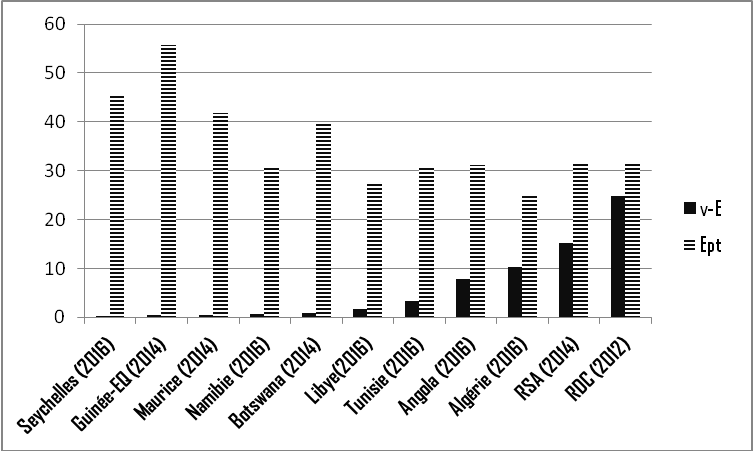 60
50
40
30
20
10
0
v-E
Ept
Seychelles (2016)
Guinée-EQ (2014)
Maurice (2014)
Namibie (2016)
Botswana (2014)
Libye(2016)
Tunisie (2016)
Angola (2016)
Algérie (2016)
RSA (2014)
RDC (2012)